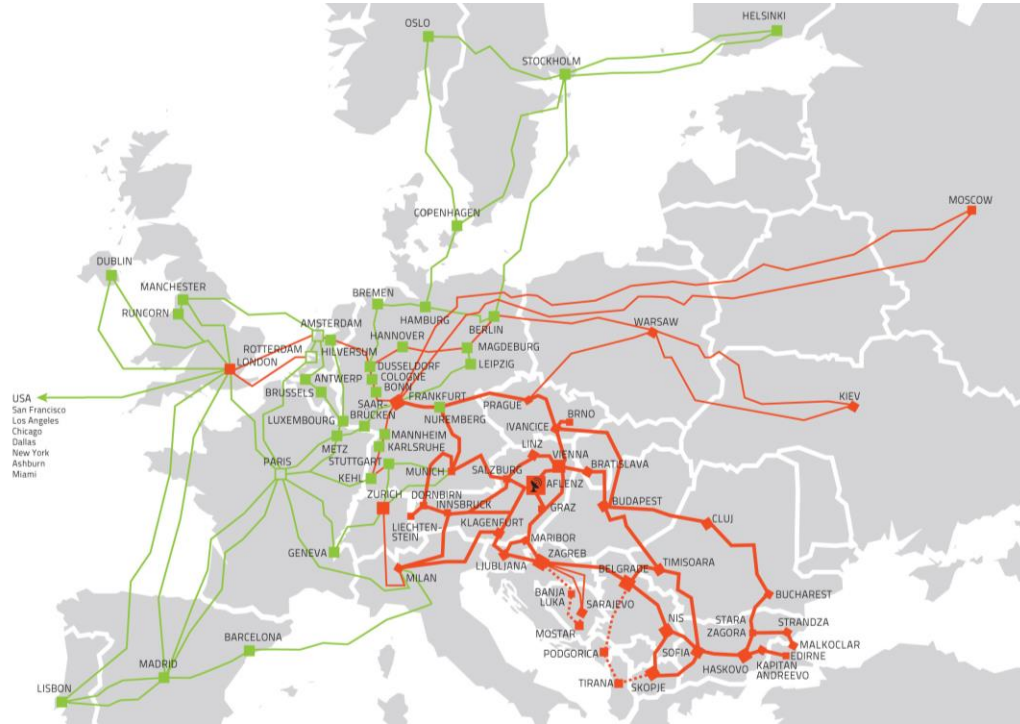 OSLO
HELSINKI
STOCKHOLM
MOSCOW
COPENHAGEN
DUBLIN
MANCHESTER
RUNCORN
BREMEN
HAMBURG
AMSTERDAM
HANNOVER
BERLIN
WARSAW
ROTTERDAM
LONDON
HILVERSUM
MAGDEBURG
DUSSELDORF
LEIPZIG
COLOGNE
ANTWERP
BONN
BRUSSELS
SAAR-
BRÜCKEN
FRANKFURT
PRAGUE
KIEV
USA
San Francisco
Los Angeles
Chicago
Dallas
New York
Ashburn
Miami
LUXEMBOURG
NUREMBERG
BRNO
IVANCICE
METZ
MANNHEIM
KARLSRUHE
LINZ
VIENNA
PARIS
STUTTGART
KEHL
MUNICH
SALZBURG
BRATISLAVA
AFLENZ
ZURICH
DORNBIRN
INNSBRUCK
GRAZ
BUDAPEST
LIECHTEN-
STEIN
KLAGENFURT
CLUJ
MARIBOR
GENEVA
MILAN
LJUBLJANA
ZAGREB
BELGRADE
TIMISOARA
BANJA
LUKA
SARAJEVO
BUCHAREST
MOSTAR
NIS
STARA
ZAGORA
STRANDZA
BARCELONA
PODGORICA
SOFIA
MALKOCLAR
EDIRNE
HASKOVO
KAPITAN
ANDREEVO
MADRID
TIRANA
SKOPJE
LISBON